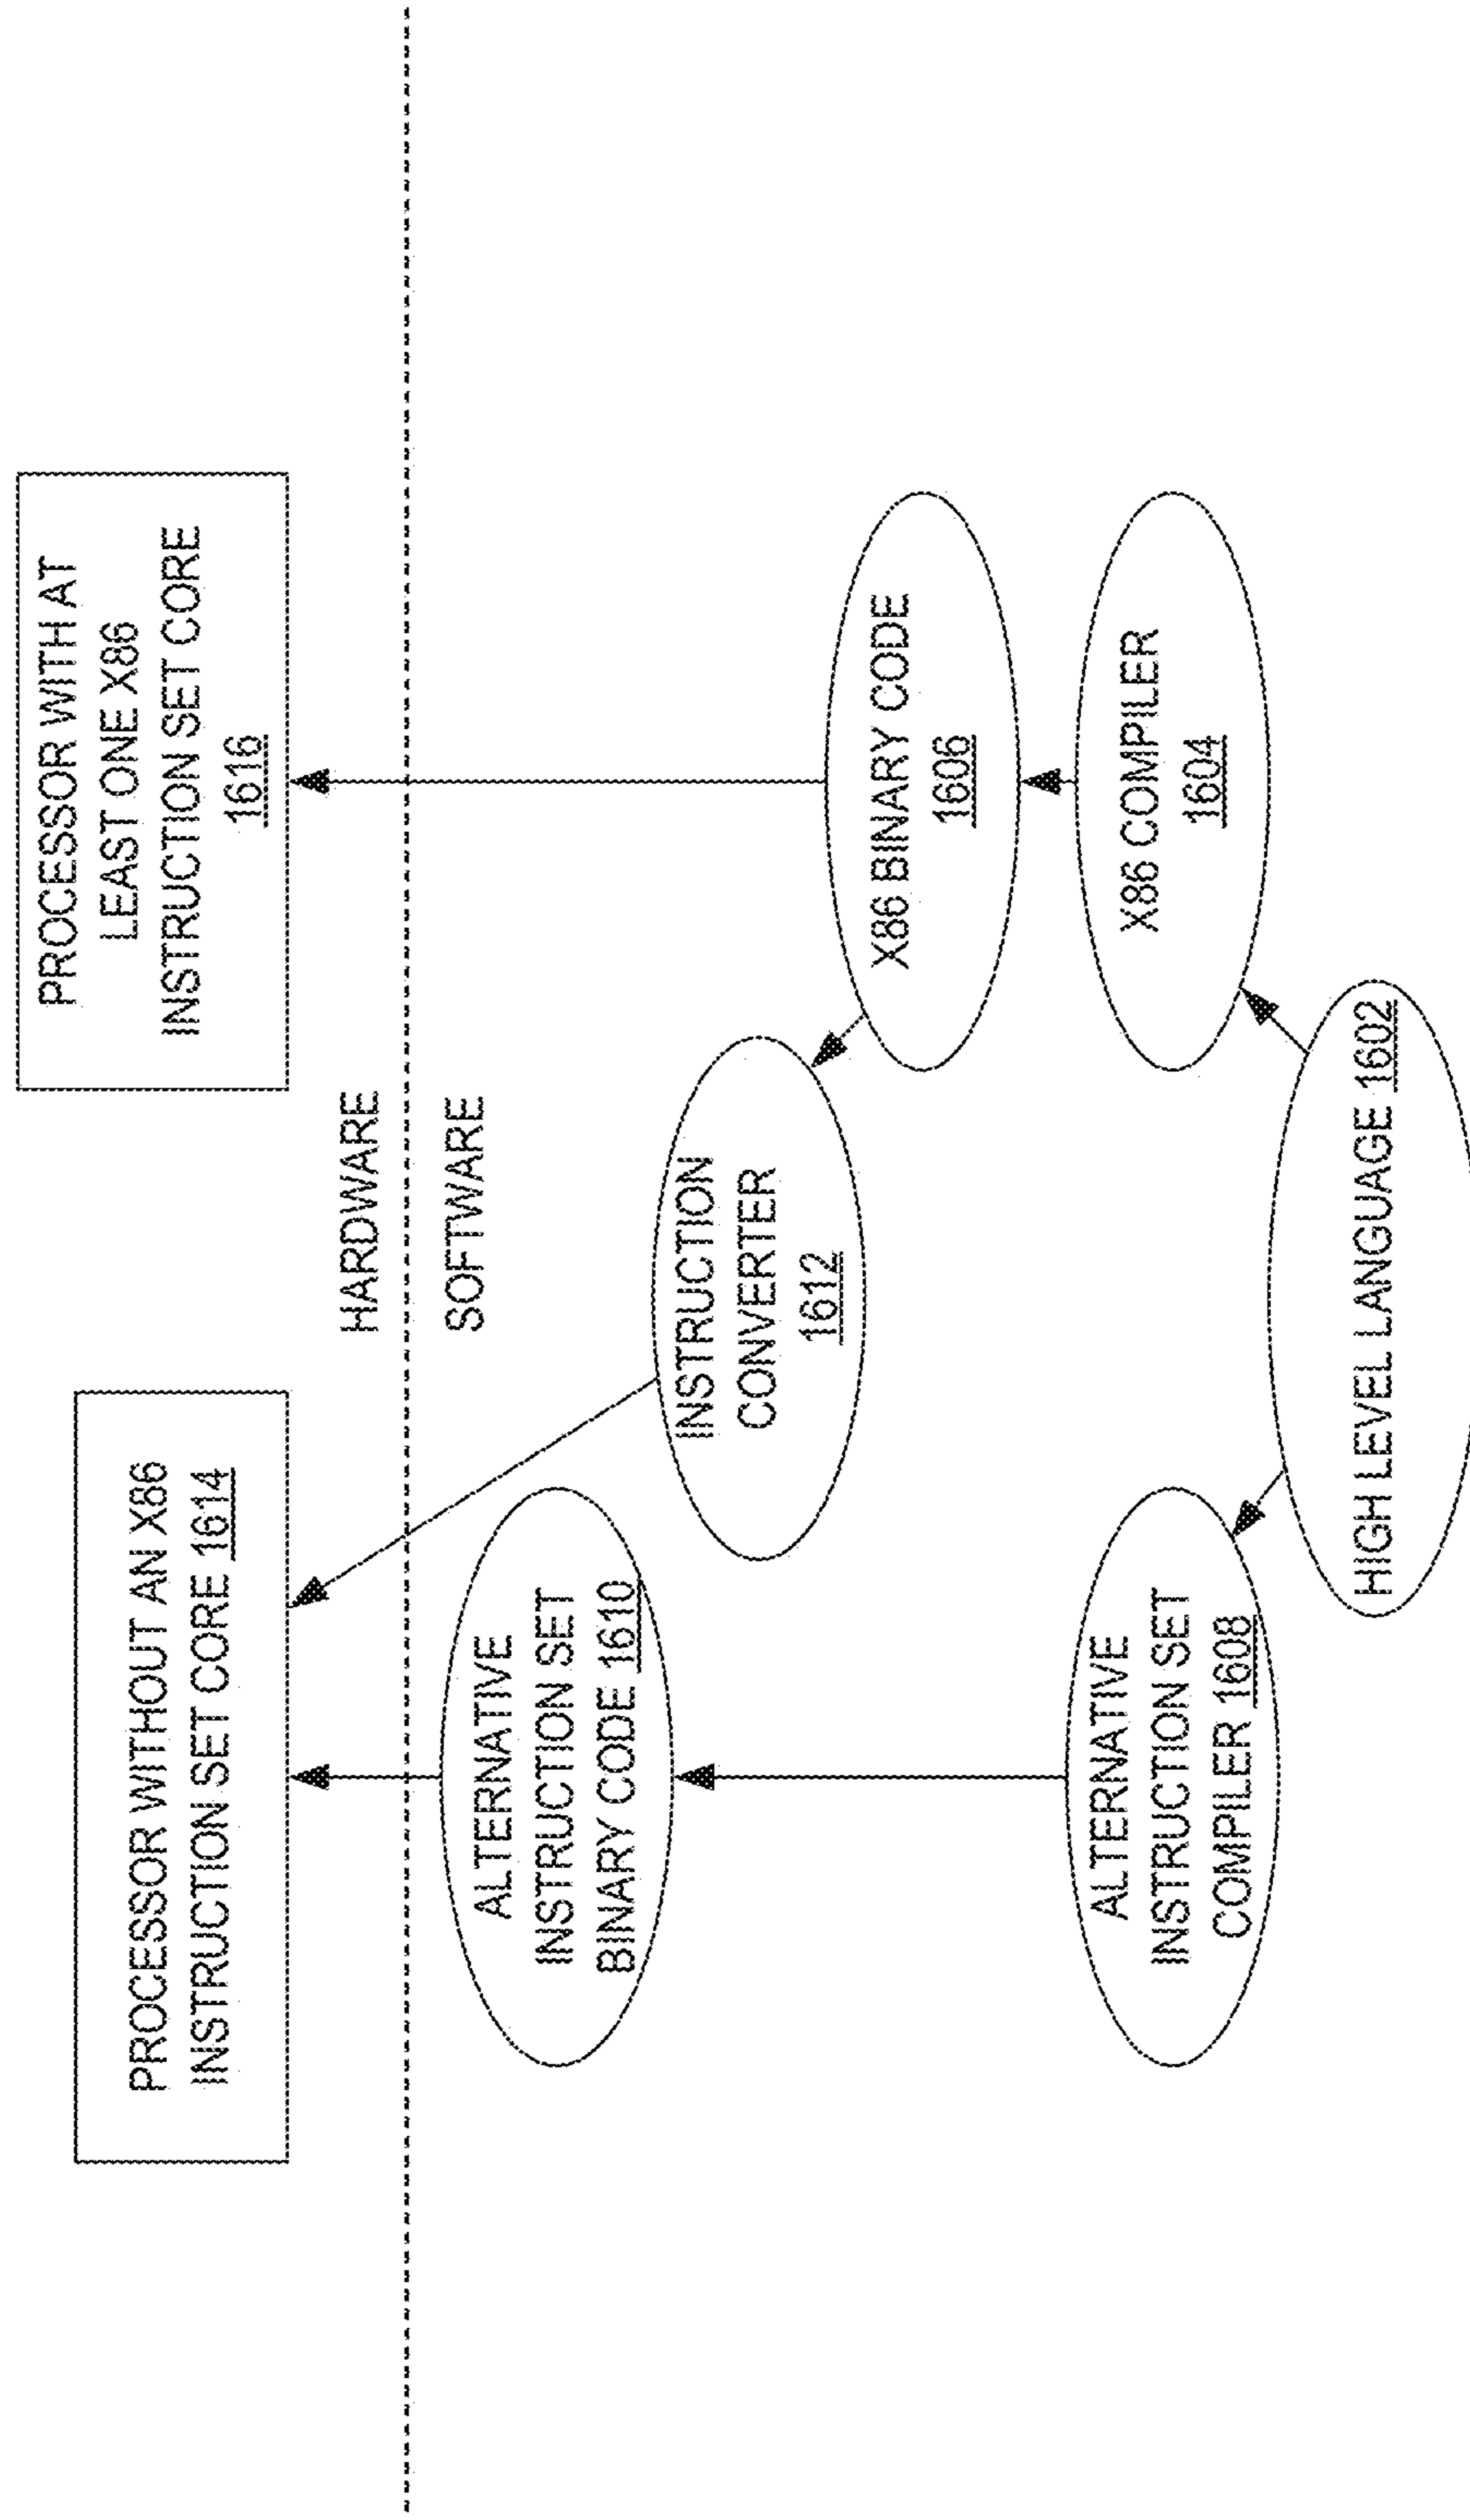 PROCESSOR WITHOUT AN X86
INSTRUCTION SET CORE 1614
PROCESSOR WITH AT
LEAST ONE X86
INSTRUCTION SET CORE
1616
HARDWARE
SOFTWARE
ALTERNATIVE
INSTRUCTION SET
BINARY CODE 1610
INSTRUCTION
CONVERTER
1612
X86 BINARY CODE
1606
ALTERNATIVE
INSTRUCTION SET
COMPILER 1608
X86 COMPILER
1604
HIGH LEVEL LANGUAGE 1602